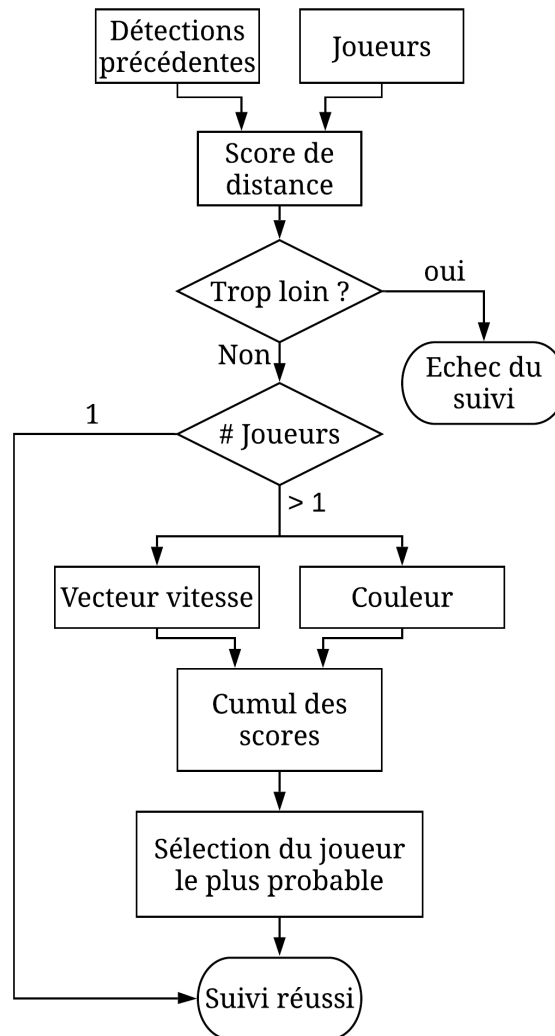 Détections
précédentes
Joueurs
Score de
distance
Trop loin ?
oui
Non
Echec du
suivi
1
# Joueurs
> 1
Vecteur vitesse
Couleur
Cumul des
scores
Sélection du joueur
le plus probable
Suivi réussi